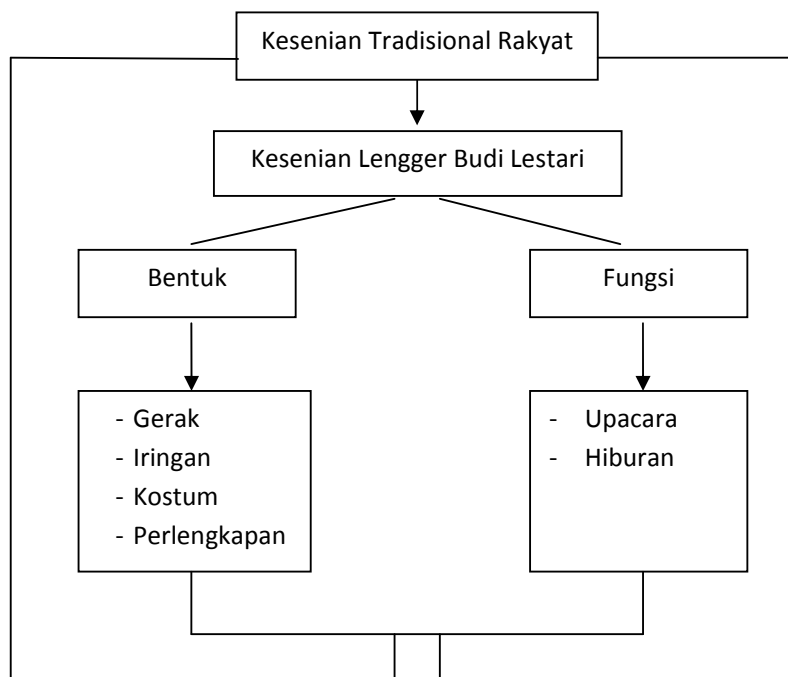 Kesenian Tradisional Rakyat
Kesenian Lengger Budi Lestari
Bentuk
Fungsi
- Gerak
- Iringan
- Kostum
- Perlengkapan
- Upacara
- Hiburan